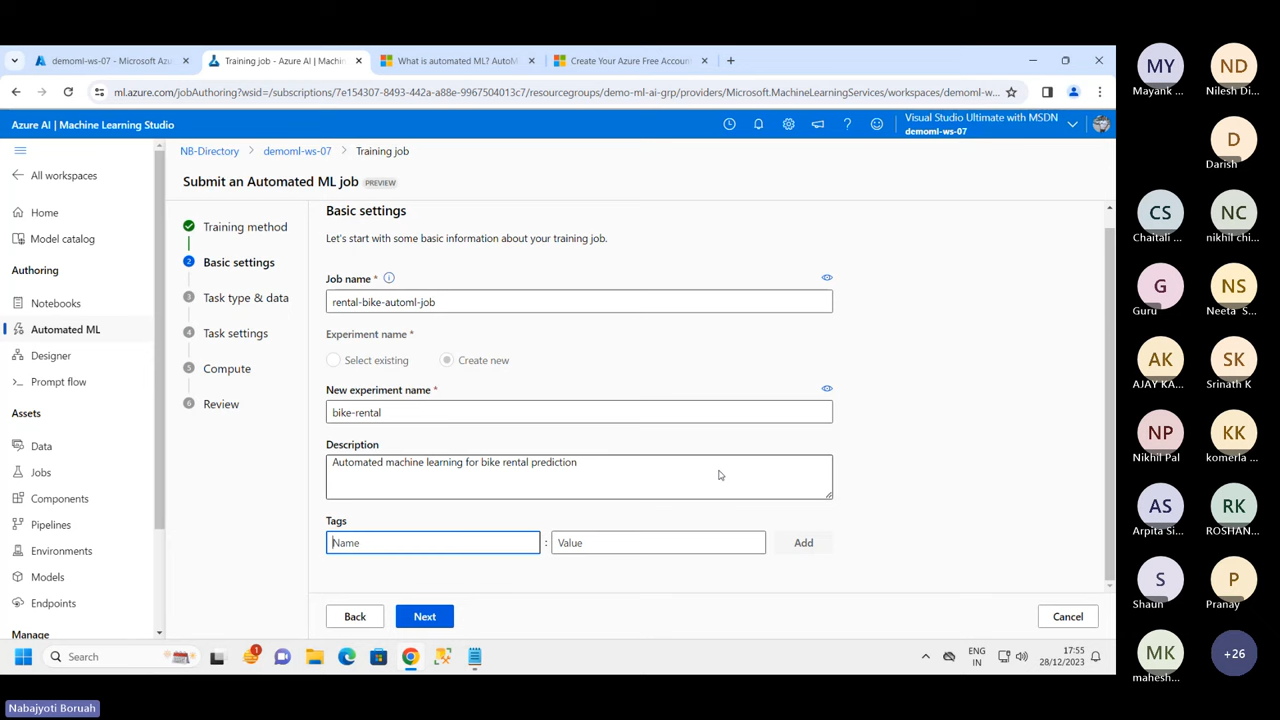 demoml-ws-07 - Microsoft Azu
Training job - Azure AI | Machin
What is automated ML? AutoM
Create Your Azure Free Accoun
ml.azure.com/jobAuthoring?wsid=/subscriptions/7e154307-8493-442a-a88e-9967504013c7/resourcegroups/demo-ml-ai-grp/providers/Microsoft.MachineLearningServices/workspaces/demoml-w...
Azure AI | Machine Learning Studio
Visual Studio Ultimate with MSDN
demoml-ws-07
All workspaces
Home
Model catalog
Authoring
Notebooks
Automated ML
Designer
Prompt flow
Assets
Data
Jobs
Components
Pipelines
Environments
Models
Endpoints
Manage
NB-Directory > demoml-ws-07 > Training job
Submit an Automated ML job PREVIEW
Training method
2 Basic settings
3 Task type & data
4 Task settings
5 Compute
6 Review
Basic settings
Let's start with some basic information about your training job.
Job name *
rental-bike-automl-job
Experiment name *
Select existing
Create new
New experiment name *
bike-rental
Description
Automated machine learning for bike rental prediction
Tags
Name : Value Add
Back
Next
Cancel
Search
1
ENG
IN
17:55
28/12/2023
MY
Mayank ...
ND
Nilesh Di...
D
Darish
CS
Chaitali ...
NC
nikhil chi...
G
Guru
NS
Neeta S...
AK
AJAY KA...
SK
Srinath K
NP
Nikhil Pal
KK
komerla ...
AS
Arpita Si...
RK
ROSHAN...
S
Shaun
P
Pranay
MK
mahesh...
+26
Nabajyoti Boruah